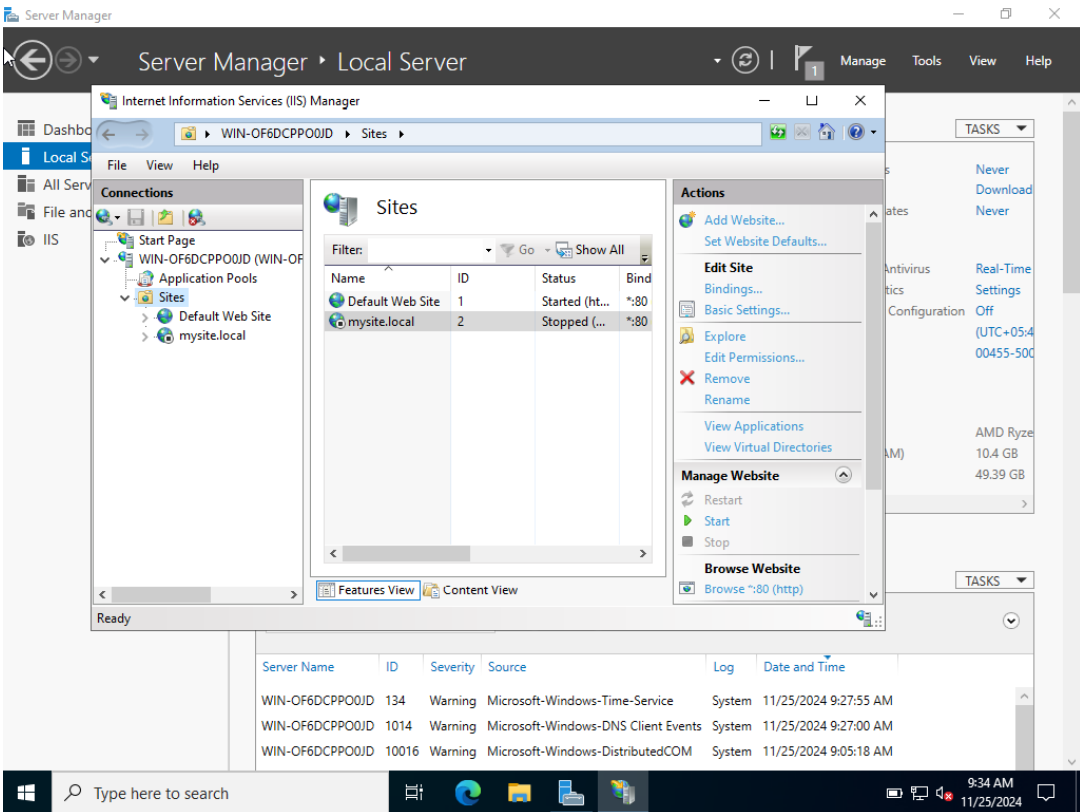 Server Manager
Server Manager ‣ Local Server
1
Manage Tools View Help
Dashbo
Local S
All Serv
File and
IIS
Internet Information Services (IIS) Manager
WIN-OF6DCPPO0JD Sites
File View Help
Connections
Start Page
WIN-OF6DCPPO0JD (WIN-OF
Application Pools
Sites
Default Web Site
mysite.local
Sites
Filter: Go Show All
Name ID Status Bind
Default Web Site 1 Started (ht... *:80
mysite.local 2 Stopped (... *:80
Features View Content View
Ready
Actions
Add Website...
Set Website Defaults...
Edit Site
Bindings...
Basic Settings...
Explore
Edit Permissions...
Remove
Rename
View Applications
View Virtual Directories
Manage Website
Restart
Start
Stop
Browse Website
Browse *:80 (http)
TASKS
s Never
Download
ates Never
Antivirus Real-Time
tics Settings
Configuration Off
(UTC+05:4
00455-500
AMD Ryze
AM) 10.4 GB
49.39 GB
TASKS
Server Name ID Severity Source Log Date and Time
WIN-OF6DCPPO0JD 134 Warning Microsoft-Windows-Time-Service System 11/25/2024 9:27:55 AM
WIN-OF6DCPPO0JD 1014 Warning Microsoft-Windows-DNS Client Events System 11/25/2024 9:27:00 AM
WIN-OF6DCPPO0JD 10016 Warning Microsoft-Windows-DistributedCOM System 11/25/2024 9:05:18 AM
Type here to search
9:34 AM
11/25/2024